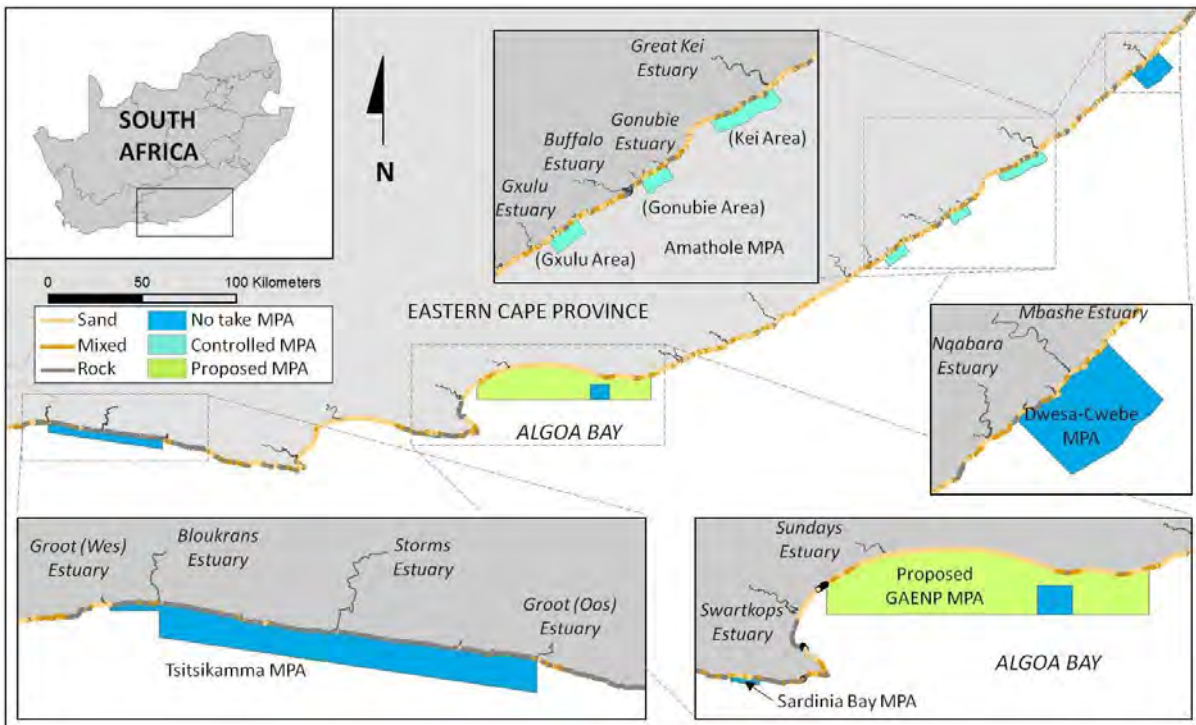 SOUTH
AFRICA
N
0
50
100 Kilometers
Sand
Mixed
Rock
No take MPA
Controlled MPA
Proposed MPA
EASTERN CAPE PROVINCE
ALGOA BAY
Great Kei
Estuary
Gonubie
Estuary
Buffalo
Estuary
Gxulu
Estuary
(Kei Area)
(Gonubie Area)
(Gxulu Area)
Amathole MPA
Mbashe Estuary
Nqabara
Estuary
Dwesa-Cwebe
MPA
Groot (Wes)
Estuary
Bloukrans
Estuary
Storms
Estuary
Groot (Oos)
Estuary
Tsitsikamma MPA
Sundays
Estuary
Swartkops
Estuary
Proposed
GAENP MPA
ALGOA BAY
Sardinia Bay MPA